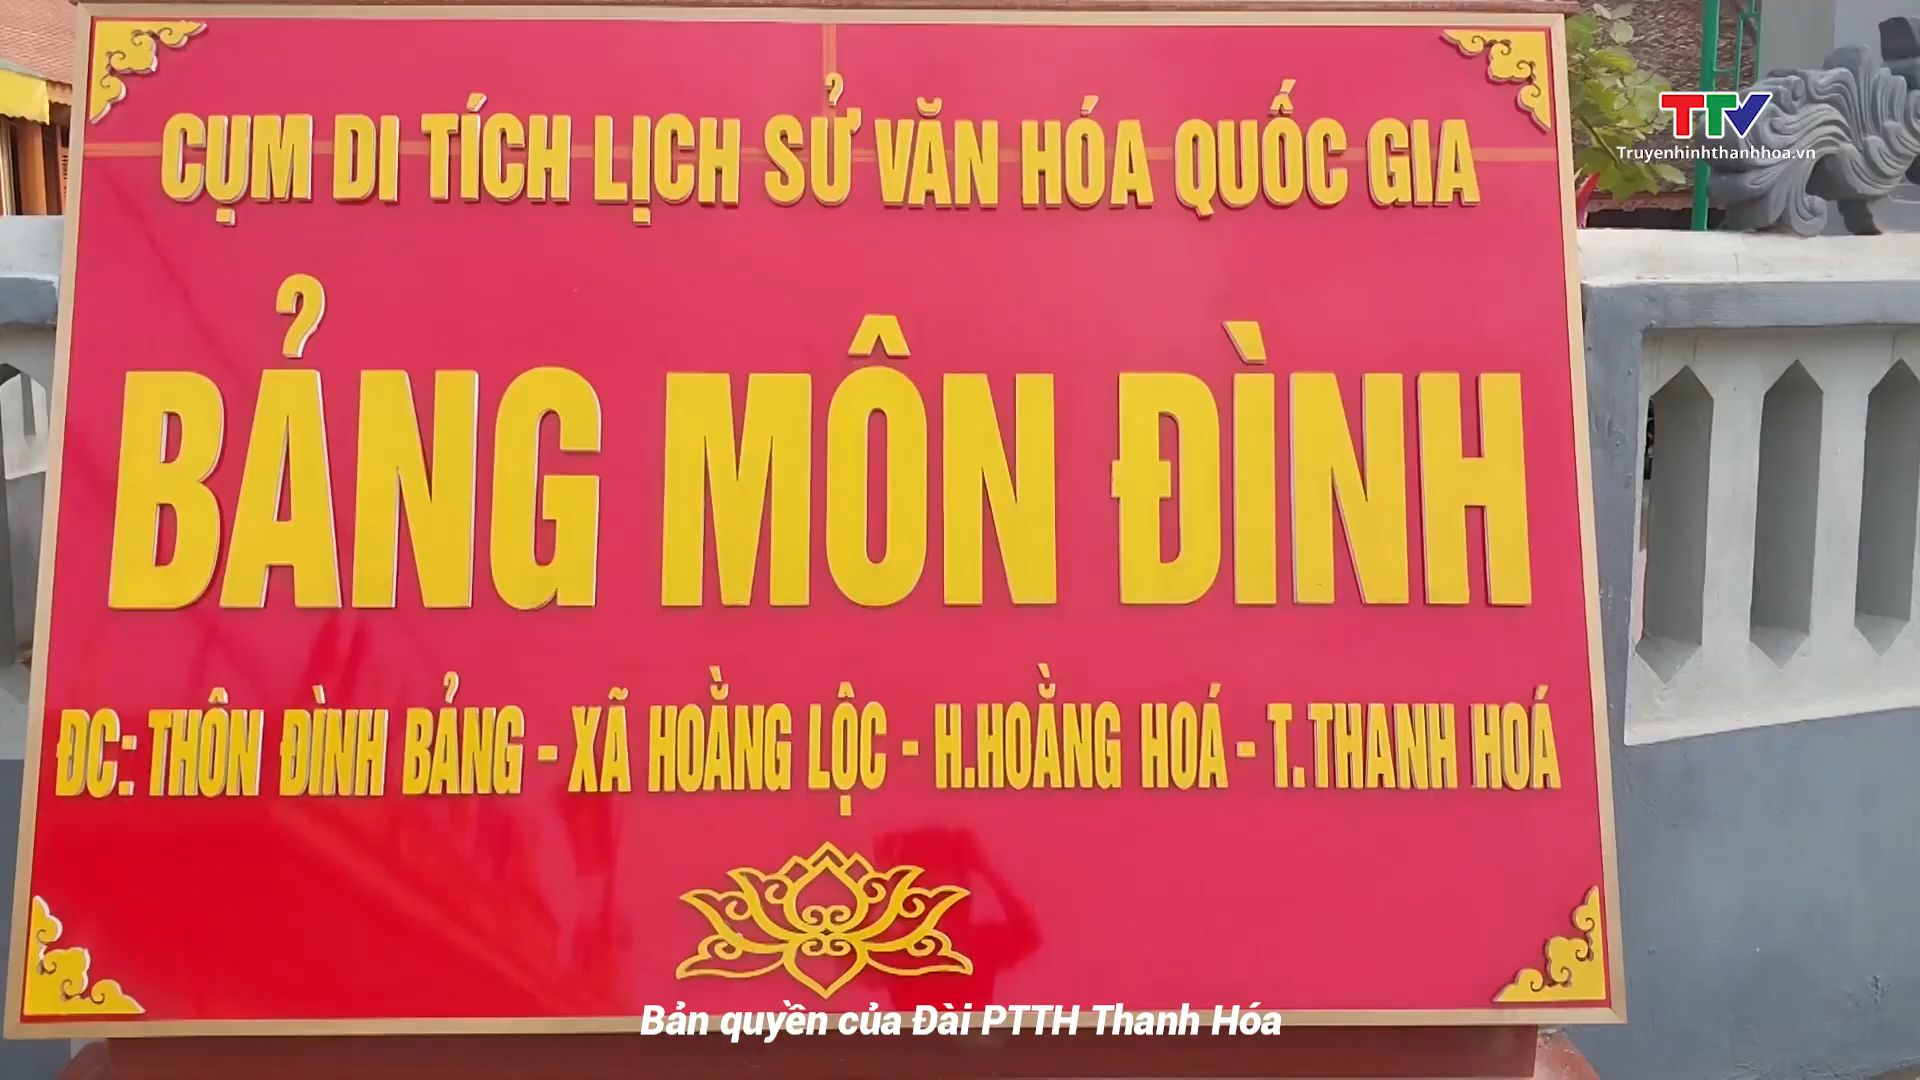 TTV
Truyenhinhthanhhoa.vn
CỤM DI TÍCH LỊCH SỬ VĂN HÓA QUỐC GIA
BẢNG MÔN ĐÌNH
ĐC: THÔN ĐÌNH BẢNG - XÃ HOẰNG LỘC - H.HOẰNG HOÁ - T.THANH HOÁ
Bản quyền của Đài PTTH Thanh Hóa